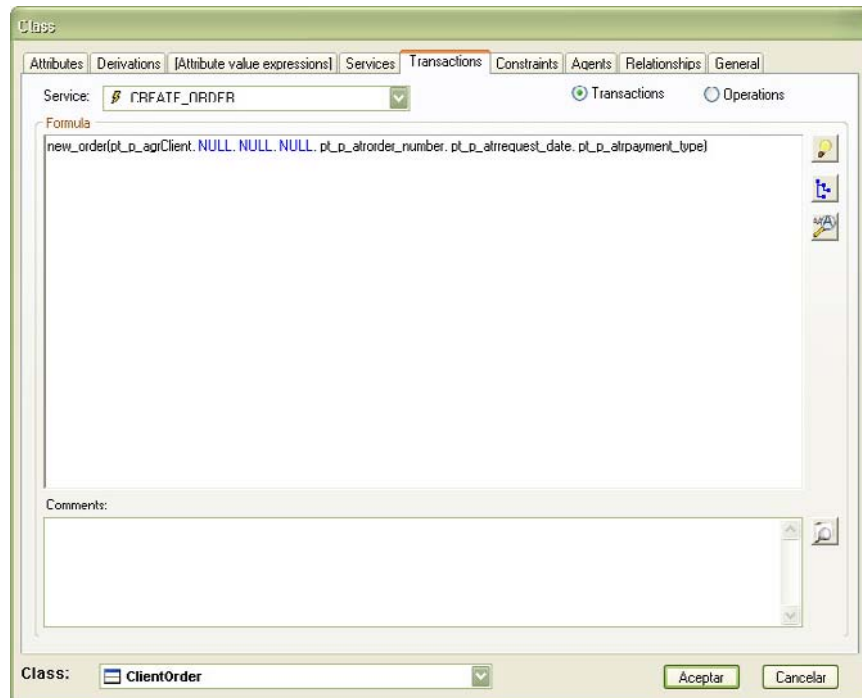 Class
Attributes Derivations [Attribute value expressions] Services Transactions Constraints Agents Relationships General
Service: CREATE_ORDER Transactions Operations
Formula
new_order(pt_p_agrClient, NULL, NULL, NULL, pt_p_atrorder_number, pt_p_atrrequest_date, pt_p_atrpayment_type)
Comments:
Class: ClientOrder Aceptar Cancelar